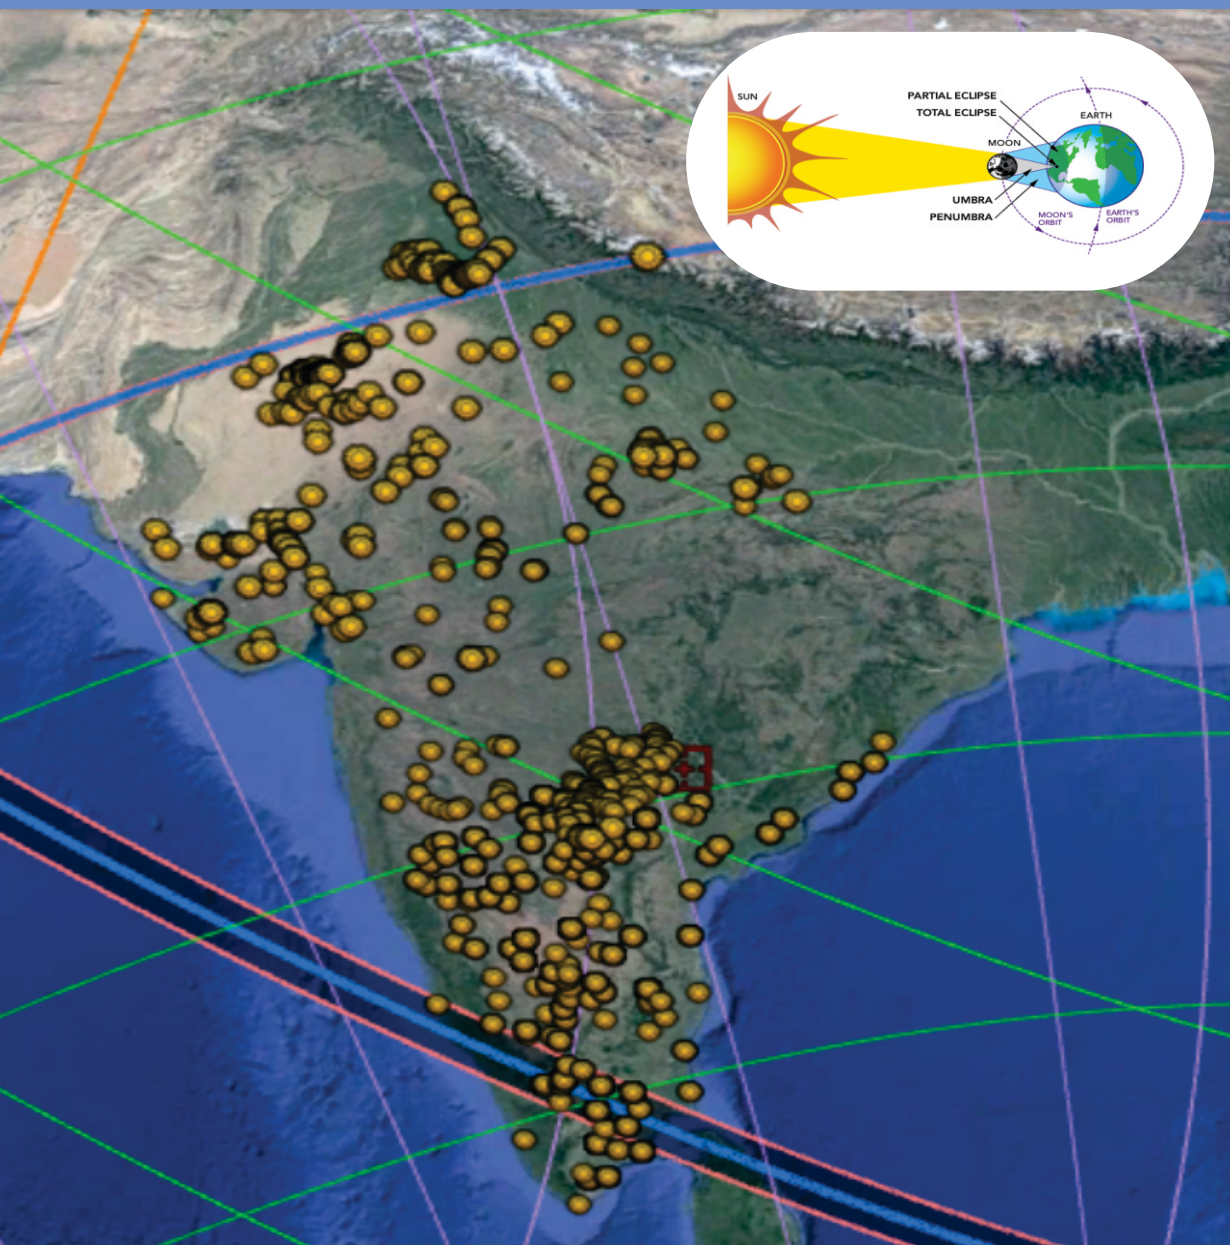 SUN
PARTIAL ECLIPSE
TOTAL ECLIPSE
EARTH
MOON
UMBRA
PENUMBRA
MOON'S
ORBIT
EARTH'S
ORBIT